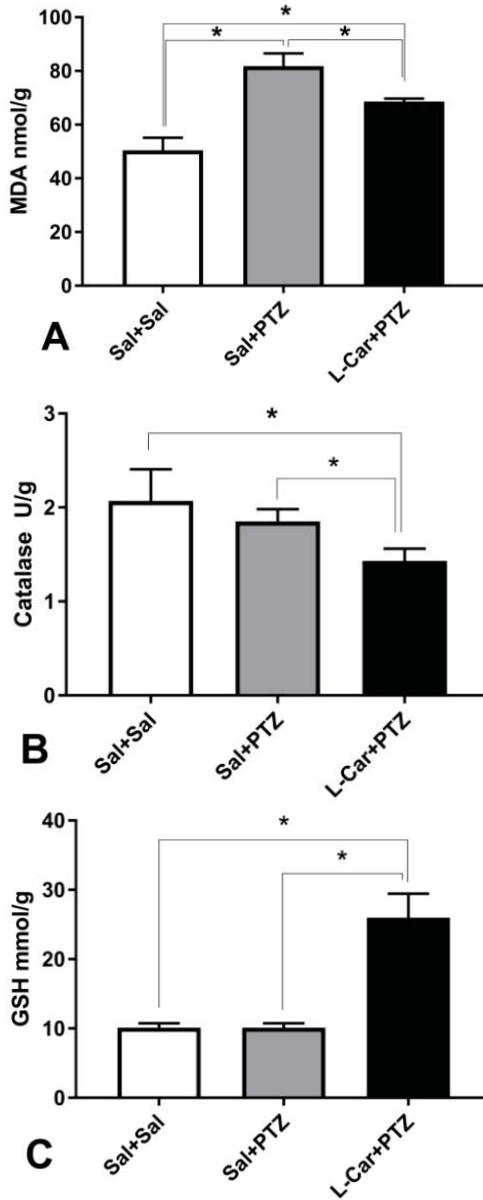 *
* *
100
80
60
40
20
0
MDA nmol/g
Sal+Sal
Sal+PTZ
L-Car+PTZ
A
*
*
3
2
1
0
Catalase U/g
Sal+Sal
Sal+PTZ
L-Car+PTZ
B
*
*
40
30
20
10
0
GSH mmol/g
Sal+Sal
Sal+PTZ
L-Car+PTZ
C